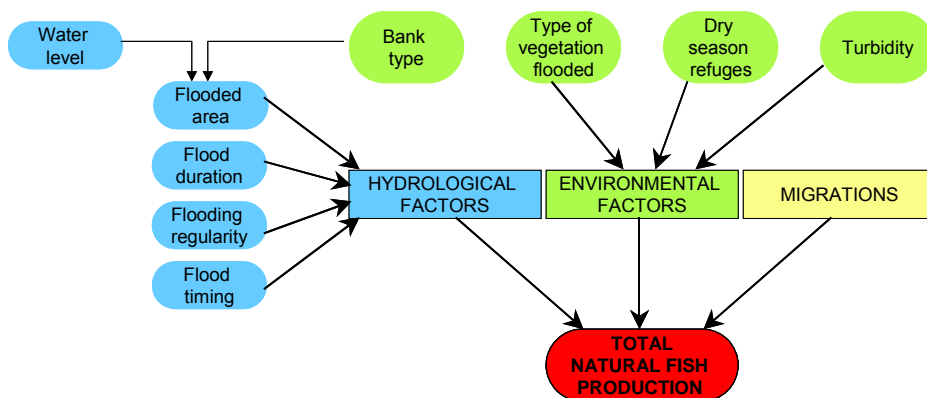 Water
level
Bank
type
Type of
vegetation
flooded
Dry
season
refuges
Turbidity
Flooded
area
Flood
duration
Flooding
regularity
Flood
timing
HYDROLOGICAL
FACTORS
ENVIRONMENTAL
FACTORS
MIGRATIONS
TOTAL
NATURAL FISH
PRODUCTION